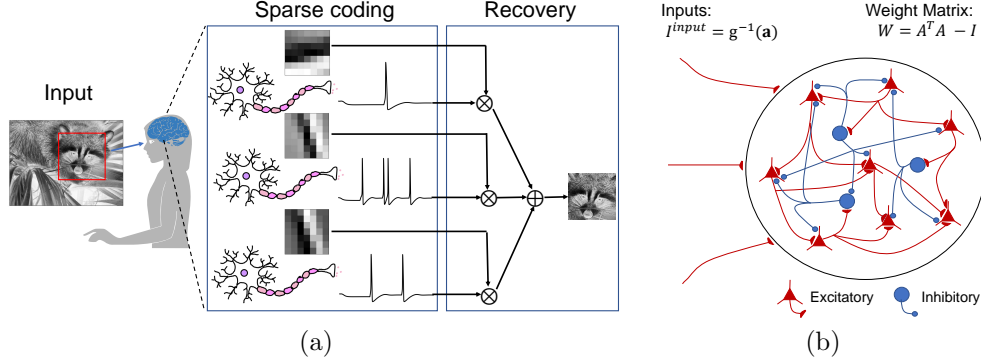 Sparse coding
Recovery
Input
(a)
Inputs:
I^{input} = g^{-1}(a)
Weight Matrix:
W = A^T A − I
Excitatory
Inhibitory
(b)